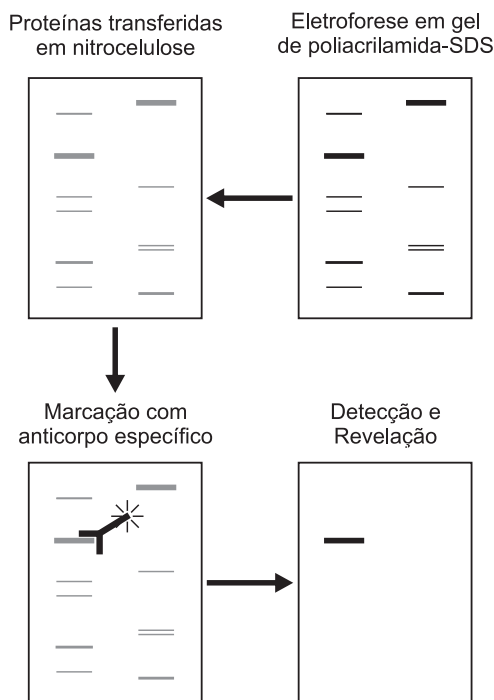 Proteínas transferidas
em nitrocelulose
Eletroforese em gel
de poliacrilamida-SDS
Marcação com
anticorpo específico
Detecção e
Revelação